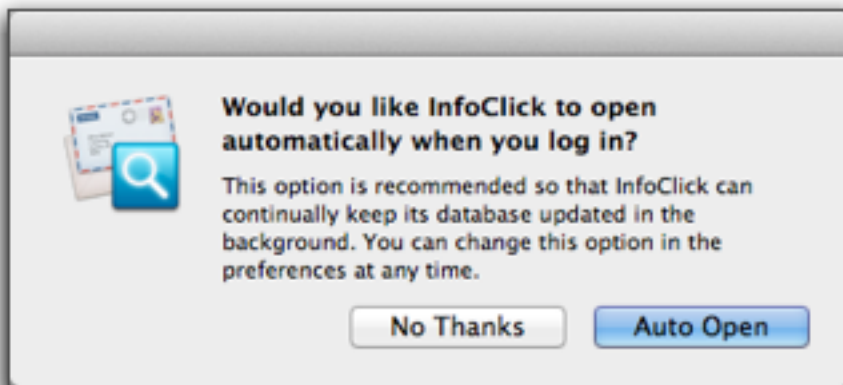 Would you like InfoClick to open
automatically when you log in?
This option is recommended so that InfoClick can
continually keep its database updated in the
background. You can change this option in the
preferences at any time.
No Thanks
Auto Open